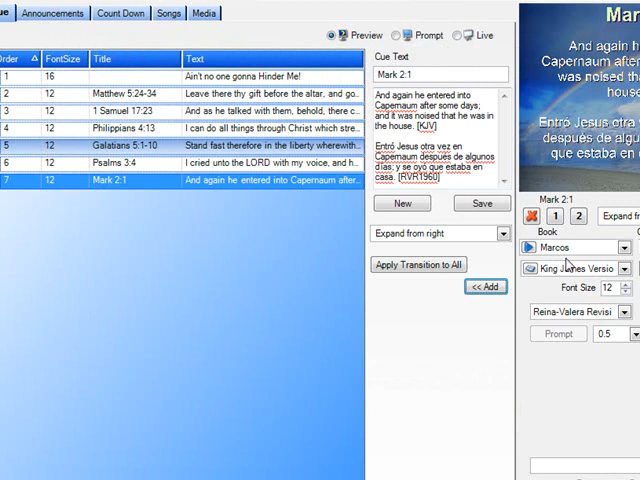 ue Announcements Count Down Songs Media
Preview Prompt Live
Order FontSize Title Text
1 16 Ain't no one gonna Hinder Me!
2 12 Matthew 5:24-34 Leave there thy gift before the altar, and go..
3 12 1 Samuel 17:23 And as he talked with them, behold, there c..
4 12 Philippians 4:13 I can do all things through Christ which stre..
5 12 Galatians 5:1-10 Stand fast therefore in the liberty wherewith..
6 12 Psalms 3:4 I cried unto the LORD with my voice, and h..
7 12 Mark 2:1 And again he entered into Capernaum after..
Cue Text
Mark 2:1
And again he entered into
Capernaum after some days;
and it was noised that he was in
the house. [KJV]
Entró Jesus otra vez en
Capernaum después de algunos
días; y se oyó que estaba en
casa. [RVR1960]
New Save
Expand from right
Apply Transition to All
<< Add
Mar
And again h
Capernaum afte
was noised tha
house
Entró Jesus otra v
después de algu
que estaba en
Mark 2:1
1 2 Expand fr
Book
Marcos
King James Versio
Font Size 12
Reina-Valera Revisi
Prompt 0.5